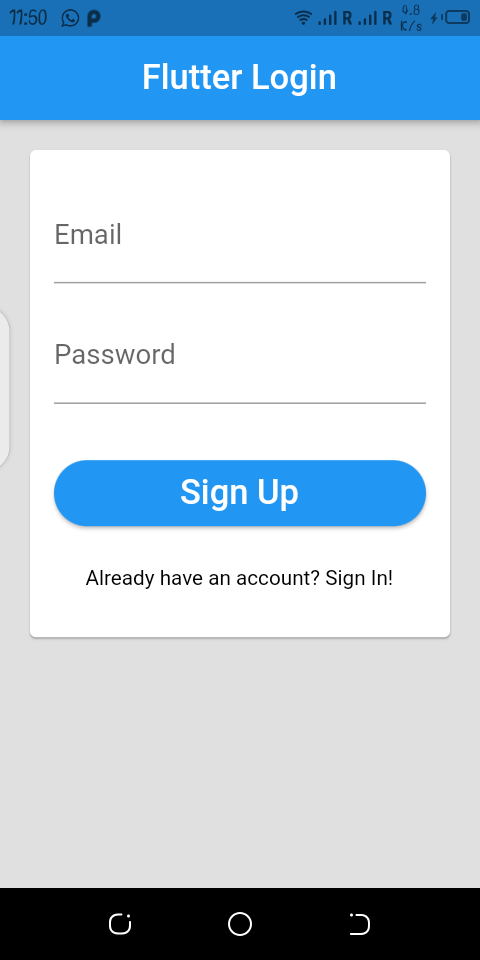 11:50
R R 0.8
K/s
Flutter Login
Email
Password
Sign Up
Already have an account? Sign In!